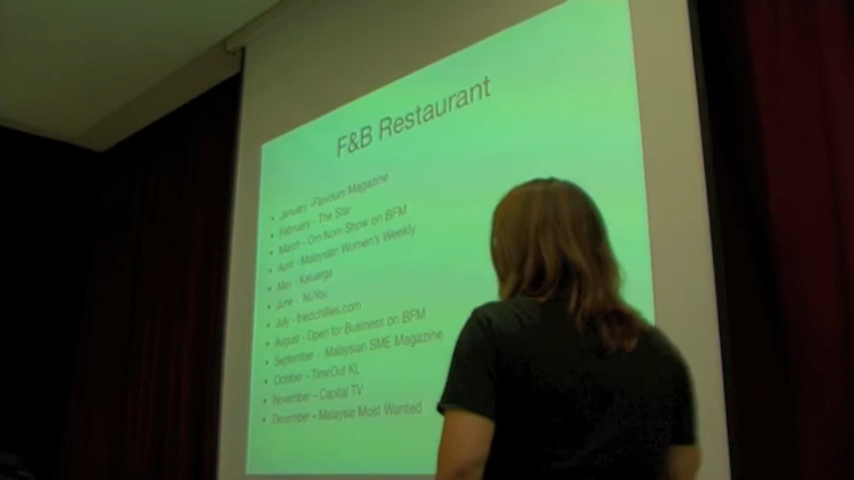 F&B Restaurant
• January -Flavours Magazine
• February - The Star
• March - Om Nom Show on BFM
• April - Malaysian Women's Weekly
• May - Keluarga
• June - NuYou
• July - friedchillies.com
• August - Open for Business on BFM
• September - Malaysian SME Magazine
• October - TimeOut KL
• November - Capital TV
• December - Malaysia Most Wanted